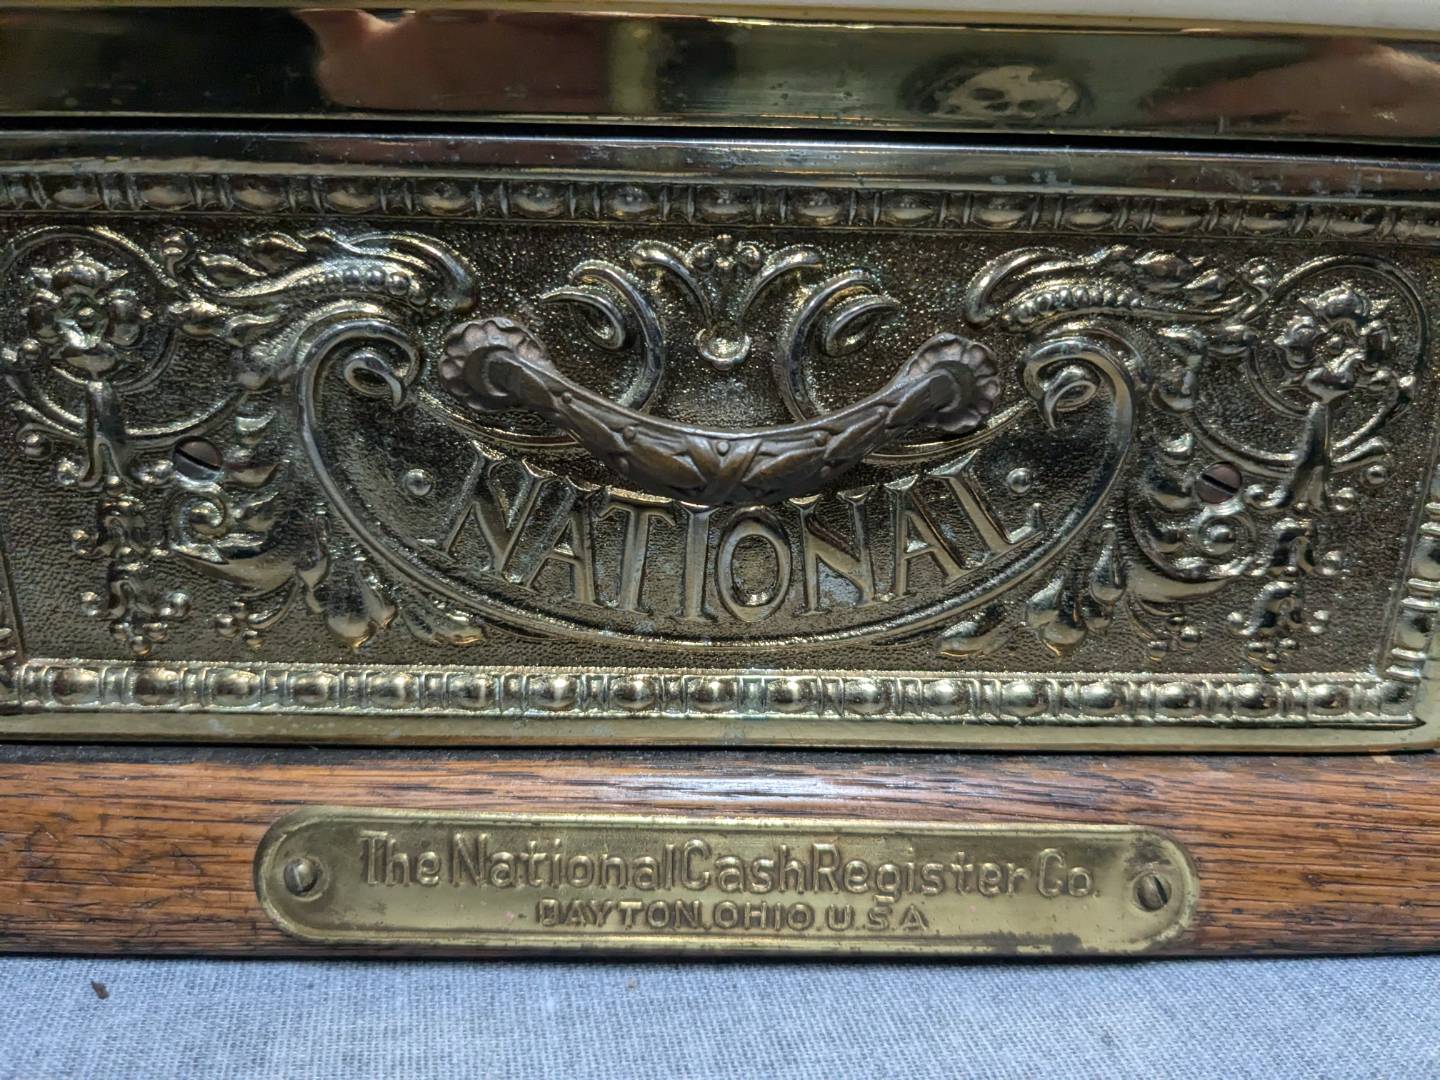 ·NATIONAL·
The National Cash Register Co.
DAYTON, OHIO U.S.A